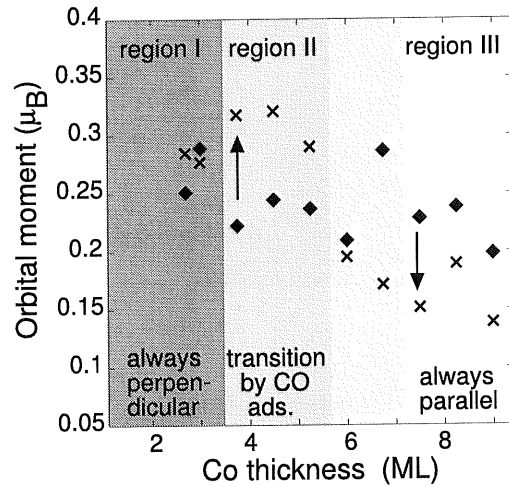 0.4
0.35
0.3
0.25
0.2
0.15
0.1
0.05
Orbital moment (μB)
region I
region II
region III
always
perpen-
dicular
transition
by CO
ads.
always
parallel
2 4 6 8
Co thickness (ML)